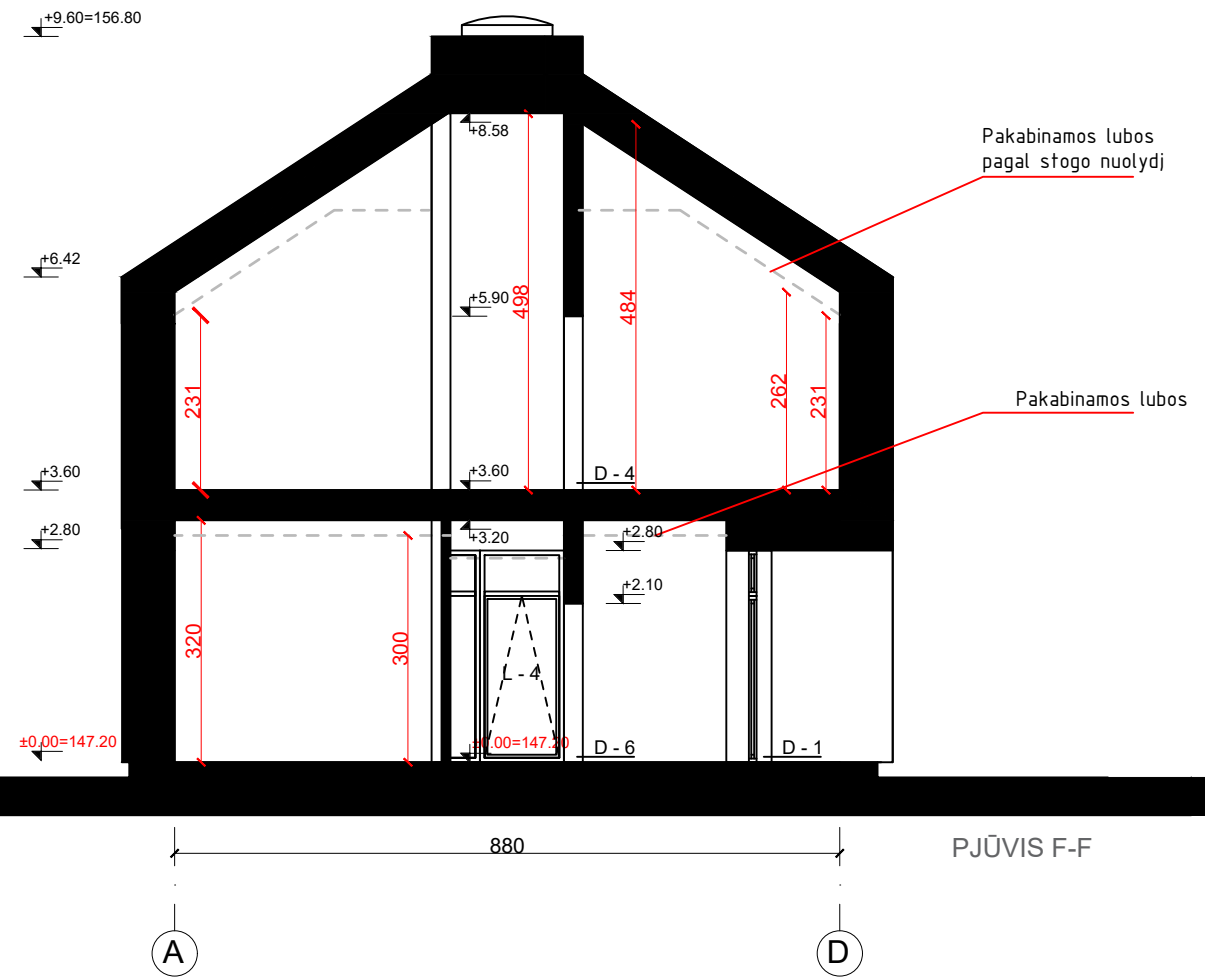 +9.60=156.80
+8.58
Pakabinamos lubos
pagal stogo nuolydį
+6.42
+5.90
498
484
231
262
231
Pakabinamos lubos
+3.60
+3.60
D - 4
+2.80
+3.20
+2.80
+2.10
320
300
L - 4
±0.00=147.20
±0.00=147.20
D - 6
D - 1
880
PJŪVIS F-F
A
D